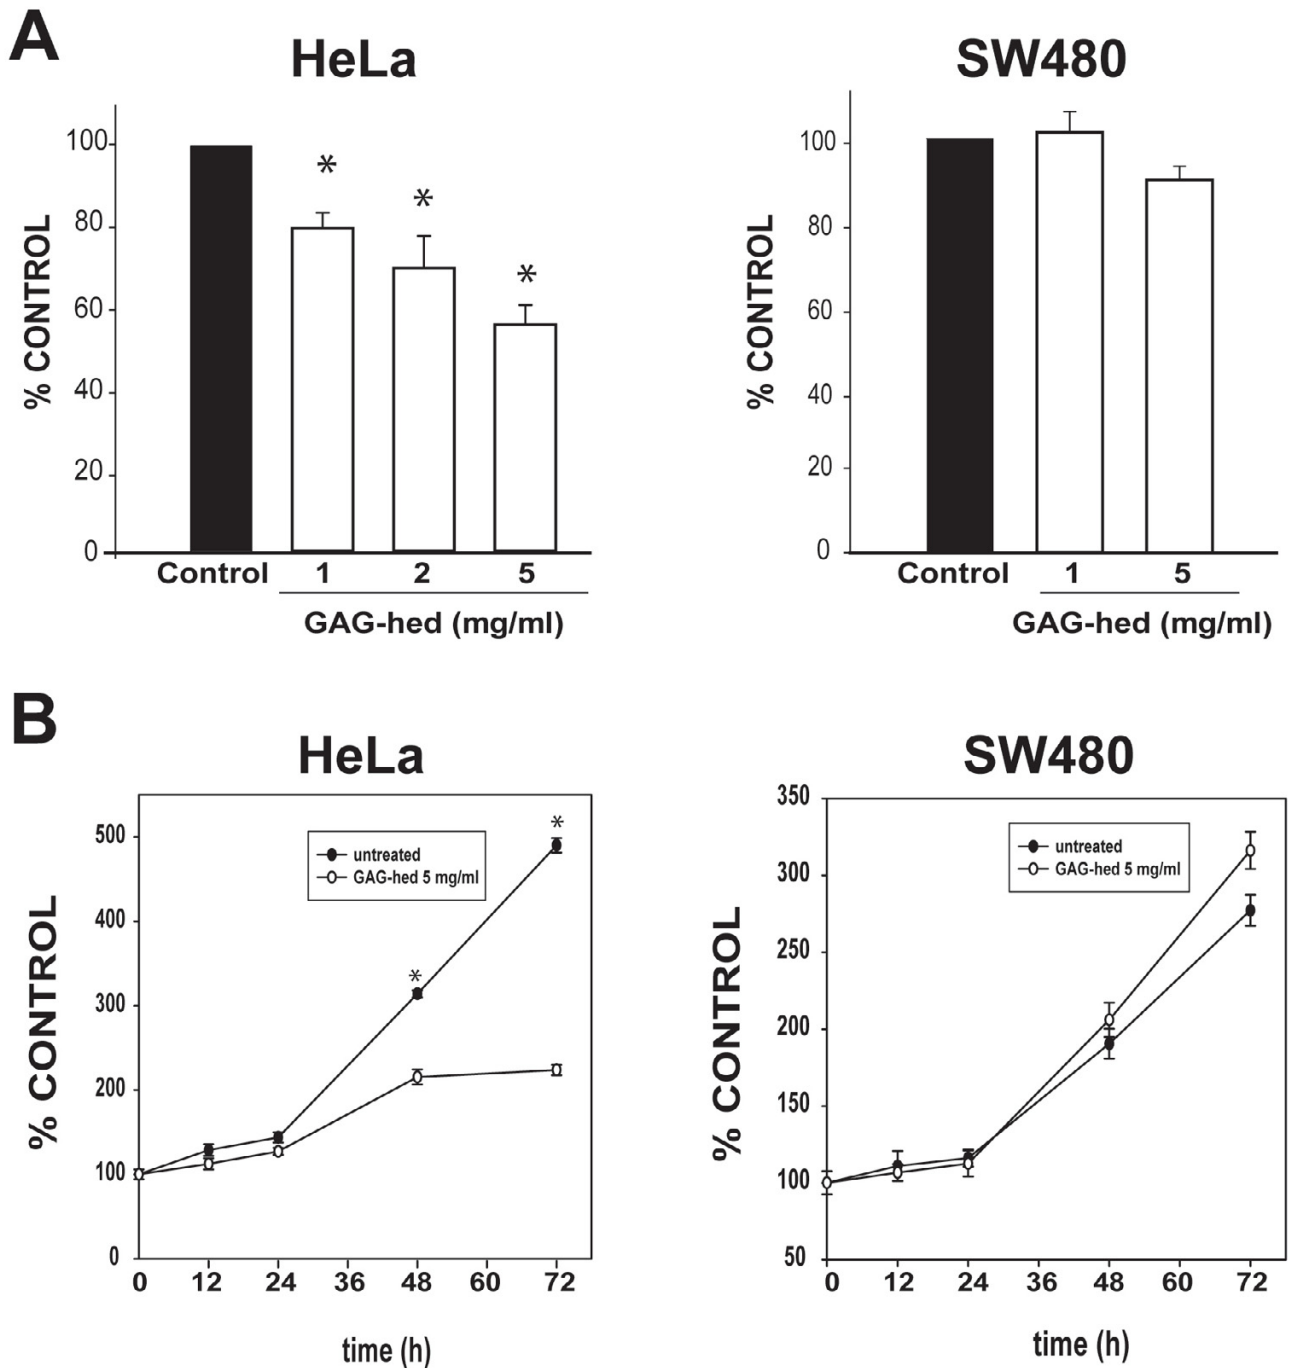 A
HeLa
SW480
% CONTROL
100
80
60
40
20
0
*
*
*
Control
1
2
5
GAG-hed (mg/ml)
% CONTROL
100
80
60
40
20
0
Control
1
5
GAG-hed (mg/ml)
B
HeLa
SW480
% CONTROL
500
400
300
200
100
0
untreated
GAG-hed 5 mg/ml
*
*
0 12 24 36 48 60 72
time (h)
% CONTROL
350
300
250
200
150
100
50
untreated
GAG-hed 5 mg/ml
0 12 24 36 48 60 72
time (h)